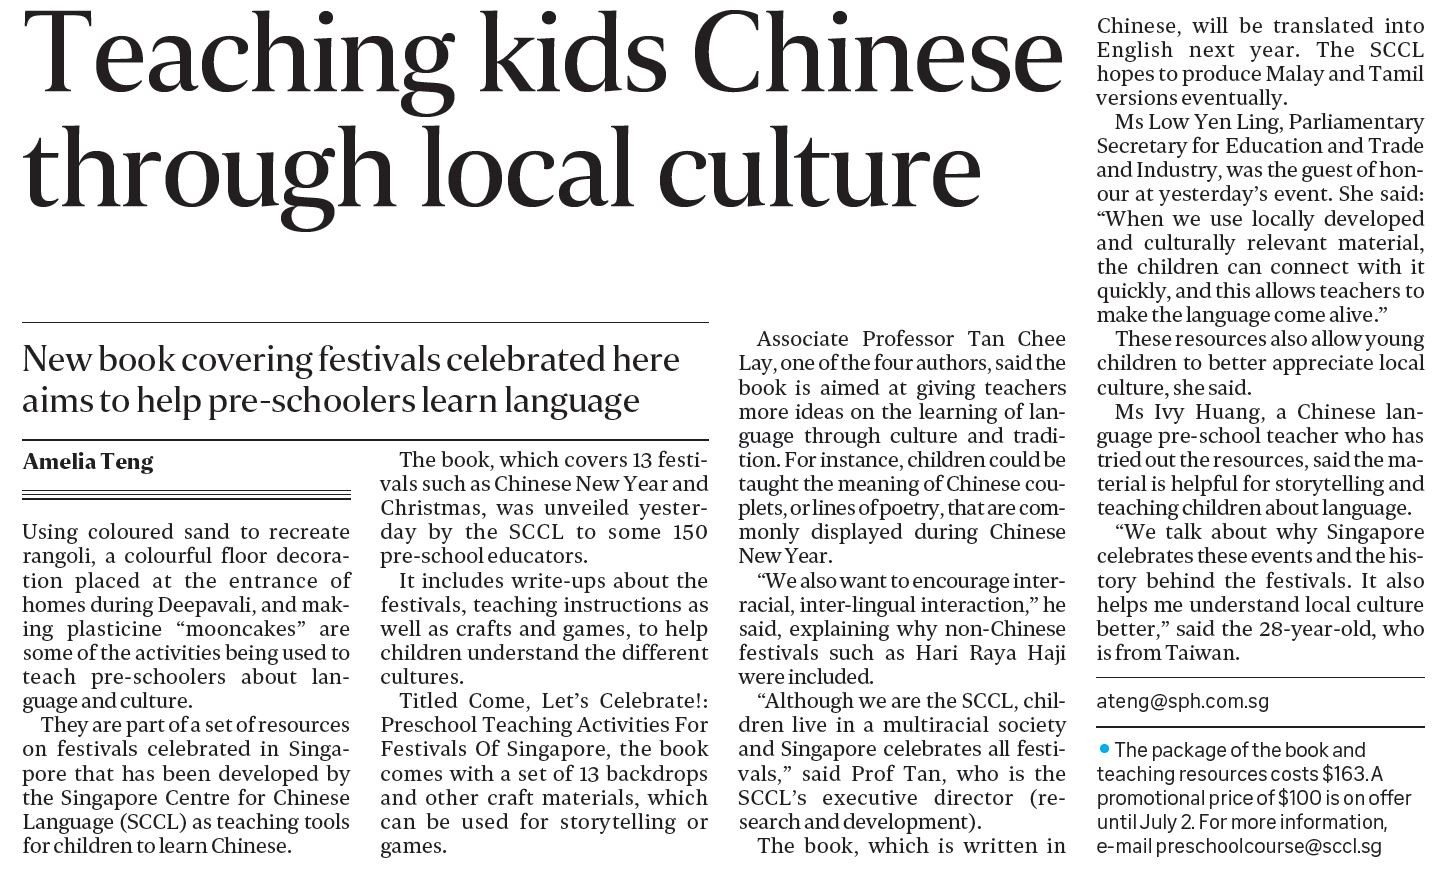 Teaching kids Chinese
through local culture
New book covering festivals celebrated here
aims to help pre-schoolers learn language
Amelia Teng
Using coloured sand to recreate
rangoli, a colourful floor decora-
tion placed at the entrance of
homes during Deepavali, and mak-
ing plasticine “mooncakes” are
some of the activities being used to
teach pre-schoolers about lan-
guage and culture.
They are part of a set of resources
on festivals celebrated in Singa-
pore that has been developed by
the Singapore Centre for Chinese
Language (SCCL) as teaching tools
for children to learn Chinese.
The book, which covers 13 festi-
vals such as Chinese New Year and
Christmas, was unveiled yester-
day by the SCCL to some 150
pre-school educators.
It includes write-ups about the
festivals, teaching instructions as
well as crafts and games, to help
children understand the different
cultures.
Titled Come, Let’s Celebrate!:
Preschool Teaching Activities For
Festivals Of Singapore, the book
comes with a set of 13 backdrops
and other craft materials, which
can be used for storytelling or
games.
Associate Professor Tan Chee
Lay, one of the four authors, said the
book is aimed at giving teachers
more ideas on the learning of lan-
guage through culture and tradi-
tion. For instance, children could be
taught the meaning of Chinese cou-
plets, or lines of poetry, that are com-
monly displayed during Chinese
New Year.
“We also want to encourage inter-
racial, inter-lingual interaction,” he
said, explaining why non-Chinese
festivals such as Hari Raya Haji
were included.
“Although we are the SCCL, chil-
dren live in a multiracial society
and Singapore celebrates all festi-
vals,” said Prof Tan, who is the
SCCL’s executive director (re-
search and development).
The book, which is written in
Chinese, will be translated into
English next year. The SCCL
hopes to produce Malay and Tamil
versions eventually.
Ms Low Yen Ling, Parliamentary
Secretary for Education and Trade
and Industry, was the guest of hon-
our at yesterday’s event. She said:
“When we use locally developed
and culturally relevant material,
the children can connect with it
quickly, and this allows teachers to
make the language come alive.”
These resources also allow young
children to better appreciate local
culture, she said.
Ms Ivy Huang, a Chinese lan-
guage pre-school teacher who has
tried out the resources, said the ma-
terial is helpful for storytelling and
teaching children about language.
“We talk about why Singapore
celebrates these events and the his-
tory behind the festivals. It also
helps me understand local culture
better,” said the 28-year-old, who
is from Taiwan.
ateng@sph.com.sg
• The package of the book and
teaching resources costs $163. A
promotional price of $100 is on offer
until July 2. For more information,
e-mail preschoolcourse@sccl.sg